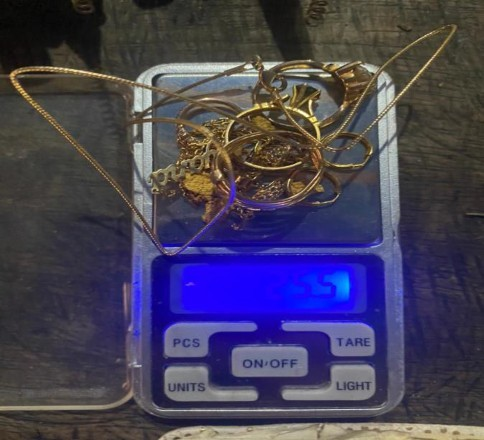 PCS
TARE
ON/OFF
UNITS
LIGHT